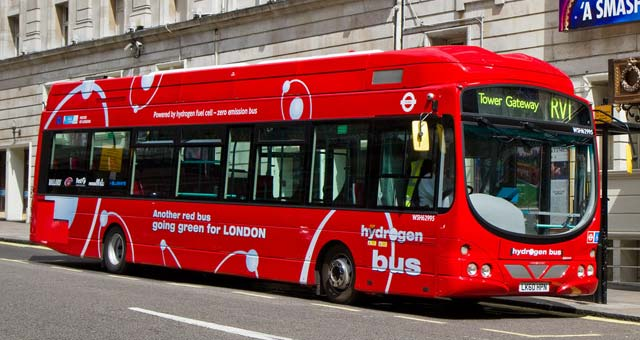 'A SMASH
Powered by hydrogen fuel cell – zero emission bus
Tower Gateway
RV1
WSH62995
WSH62995
Another red bus
going green for LONDON
hydrogen
bus
hydrogen bus
LK60 HPN